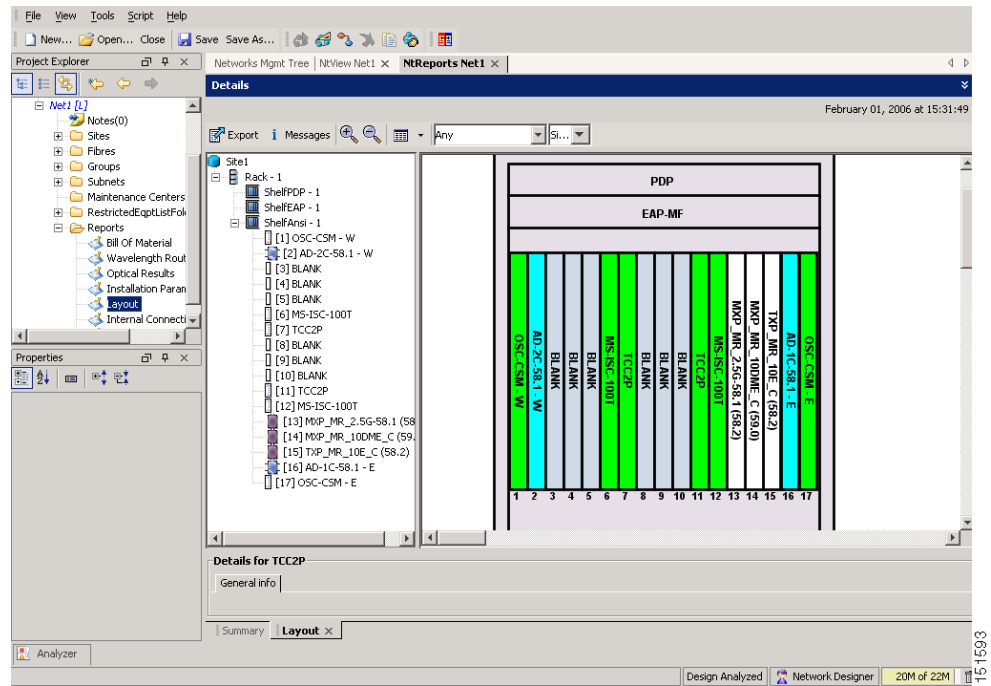 File View Tools Script Help
New... Open... Close Save Save As...
Project Explorer
Networks Mgmt Tree NtView Net1 NtReports Net1
Details
February 01, 2006 at 15:31:49
Export Messages Any Si...
Net1 [L]
Notes(0)
Sites
Fibres
Groups
Subnets
Maintenance Centers
RestrictedEqptListFol
Reports
Bill Of Material
Wavelength Rout
Optical Results
Installation Paran
Layout
Internal Connecti
Properties
Site1
Rack - 1
ShelfPDP - 1
ShelfEAP - 1
ShelfAnsi - 1
[1] OSC-CSM - W
[2] AD-2C-58.1 - W
[3] BLANK
[4] BLANK
[5] BLANK
[6] MS-ISC-100T
[7] TCC2P
[8] BLANK
[9] BLANK
[10] BLANK
[11] TCC2P
[12] MS-ISC-100T
[13] MXP_MR_2.5G-58.1 (58
[14] MXP_MR_10DME_C (59.
[15] TXP_MR_10E_C (58.2)
[16] AD-1C-58.1 - E
[17] OSC-CSM - E
PDP
EAP-MF
OSC-CSM - W
AD-2C-58.1 - W
BLANK
BLANK
BLANK
MS-ISC-100T
TCC2P
BLANK
BLANK
BLANK
TCC2P
MS-ISC-100T
MXP_MR_2.5G-58.1 (58.2)
MXP_MR_10DME_C (59.0)
TXP_MR_10E_C (58.2)
AD-1C-58.1 - E
OSC-CSM - E
1 2 3 4 5 6 7 8 9 10 11 12 13 14 15 16 17
Details for TCC2P
General info
Summary Layout
Analyzer
Design Analyzed Network Designer 20M of 22M
151593